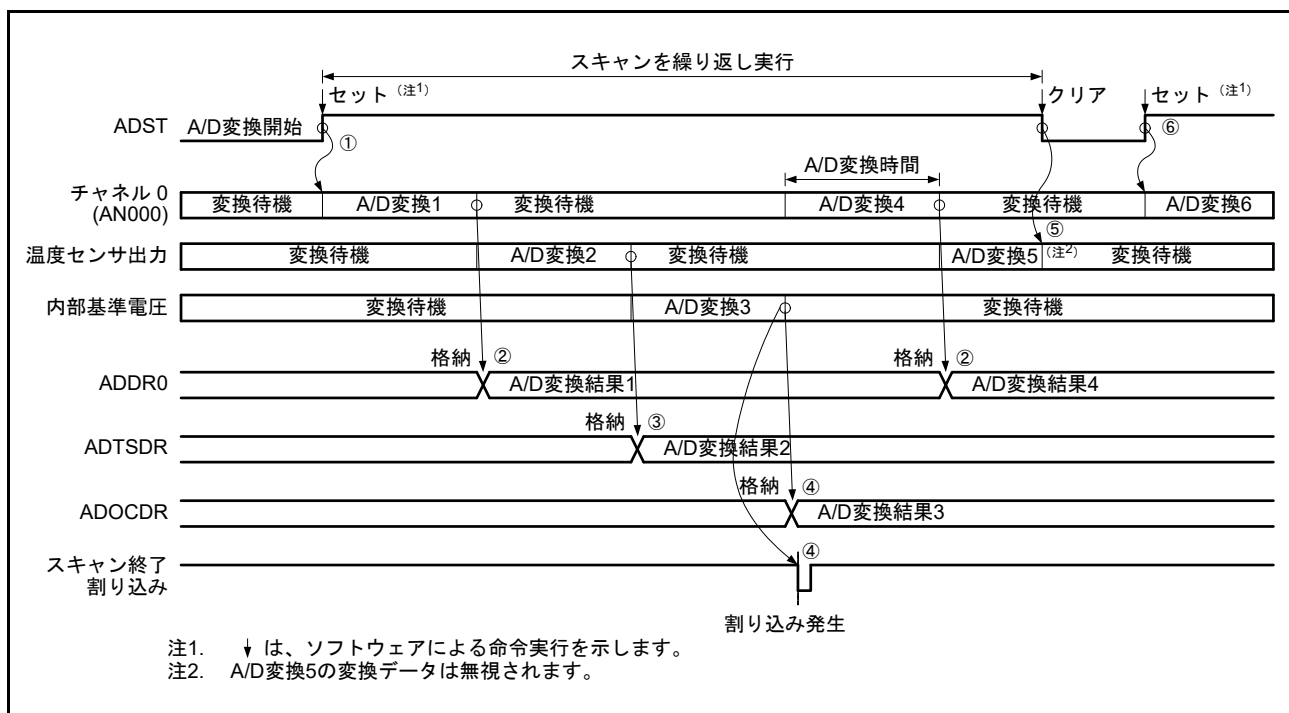 スキャンを繰り返し実行
セット（注1）
クリア
セット（注1）
ADST
A/D変換開始
①
⑥
A/D変換時間
チャネル 0
(AN000)
変換待機
A/D変換1
変換待機
A/D変換4
変換待機
A/D変換6
⑤
温度センサ出力
変換待機
A/D変換2
変換待機
A/D変換5（注2）
変換待機
内部基準電圧
変換待機
A/D変換3
変換待機
格納 ②
格納 ②
ADDR0
A/D変換結果1
A/D変換結果4
格納 ③
ADTSDR
A/D変換結果2
格納 ④
ADOCDR
A/D変換結果3
④
スキャン終了
割り込み
割り込み発生
注1. ↓ は、ソフトウェアによる命令実行を示します。
注2. A/D変換5の変換データは無視されます。